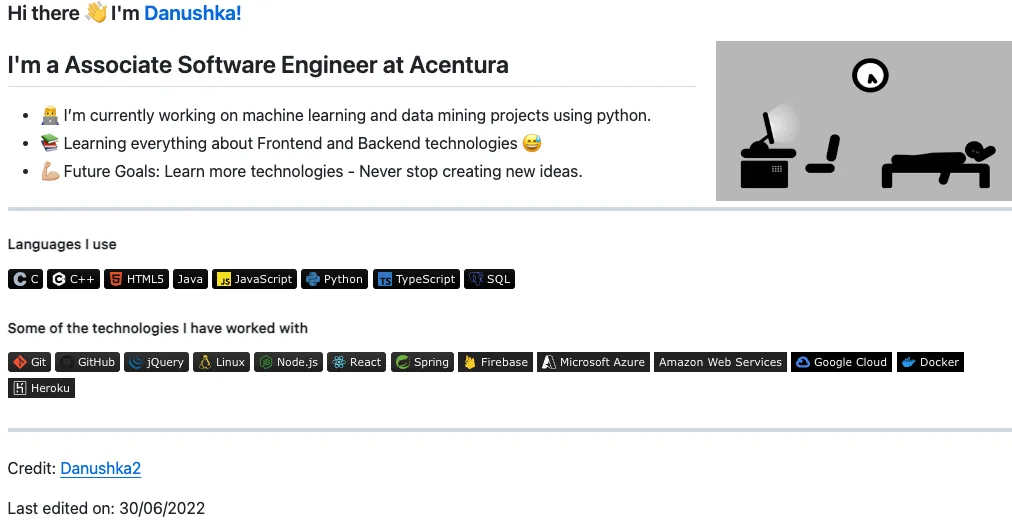 Hi there 👋 I'm Danushka!
I'm a Associate Software Engineer at Acentura
👨‍💻 I'm currently working on machine learning and data mining projects using python.
📚 Learning everything about Frontend and Backend technologies 😅
💪🏼 Future Goals: Learn more technologies - Never stop creating new ideas.
Languages I use
C C++ HTML5 Java JavaScript Python TypeScript SQL
Some of the technologies I have worked with
Git GitHub jQuery Linux Node.js React Spring Firebase Microsoft Azure Amazon Web Services Google Cloud Docker
Heroku
Credit: Danushka2
Last edited on: 30/06/2022